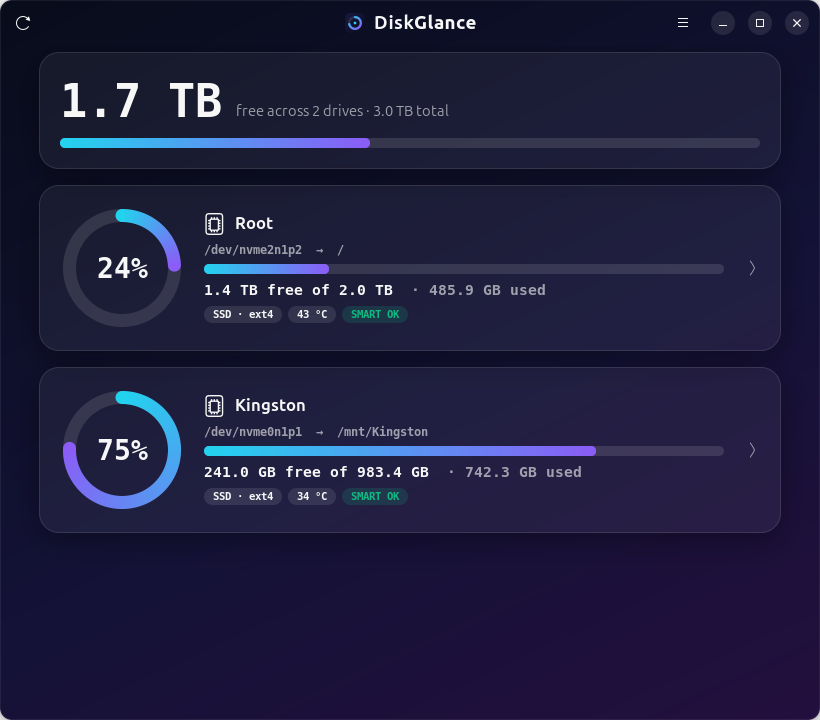 DiskGlance
1.7 TB free across 2 drives · 3.0 TB total
24%
Root
/dev/nvme2n1p2 → /
1.4 TB free of 2.0 TB · 485.9 GB used
SSD · ext4 43 °C SMART OK
75%
Kingston
/dev/nvme0n1p1 → /mnt/Kingston
241.0 GB free of 983.4 GB · 742.3 GB used
SSD · ext4 34 °C SMART OK